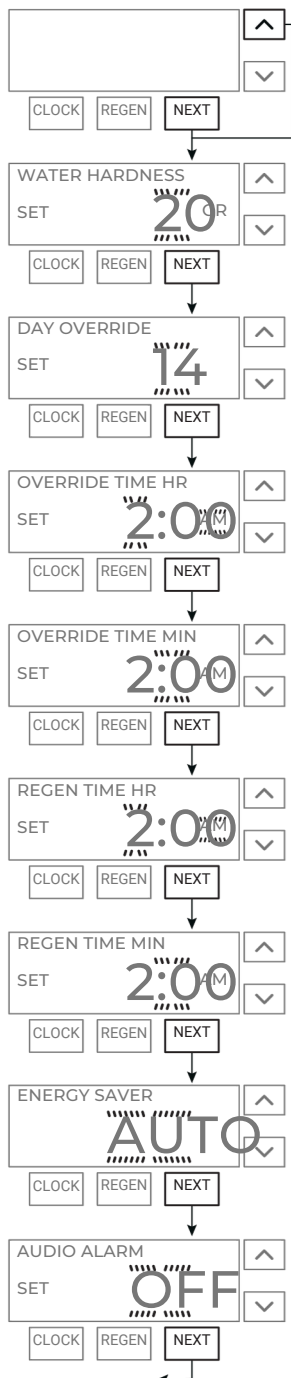 CLOCK REGEN NEXT
WATER HARDNESS
SET 20 GR
CLOCK REGEN NEXT
DAY OVERRIDE
SET 14
CLOCK REGEN NEXT
OVERRIDE TIME HR
SET 2:00 AM
CLOCK REGEN NEXT
OVERRIDE TIME MIN
SET 2:00 AM
CLOCK REGEN NEXT
REGEN TIME HR
SET 2:00 AM
CLOCK REGEN NEXT
REGEN TIME MIN
SET 2:00 AM
CLOCK REGEN NEXT
ENERGY SAVER
AUTO
CLOCK REGEN NEXT
AUDIO ALARM
SET OFF
CLOCK REGEN NEXT